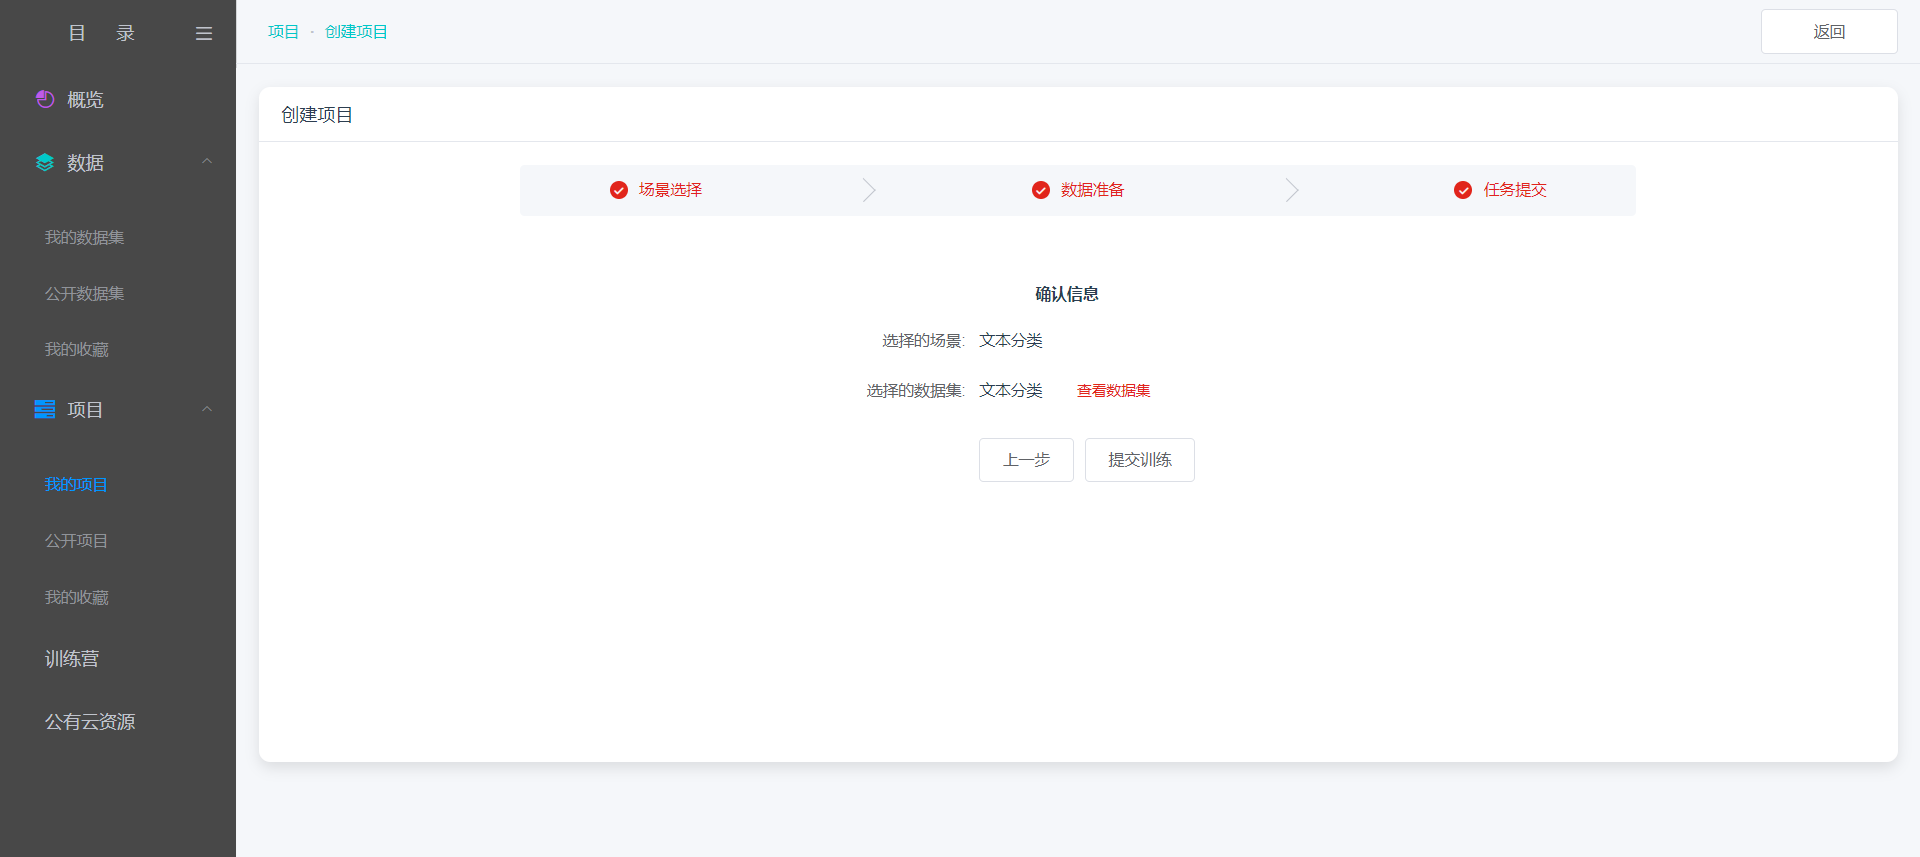 目 录
概览
数据
我的数据集
公开数据集
我的收藏
项目
我的项目
公开项目
我的收藏
训练营
公有云资源
项目 · 创建项目
返回
创建项目
场景选择
数据准备
任务提交
确认信息
选择的场景: 文本分类
选择的数据集: 文本分类 查看数据集
上一步 提交训练